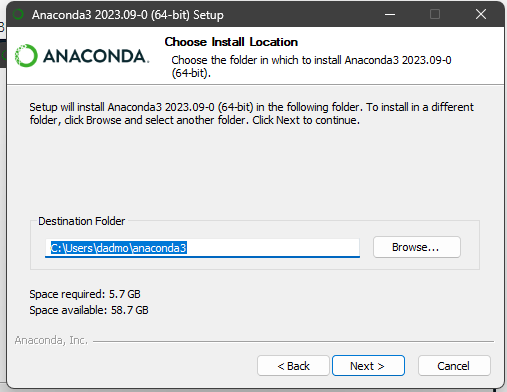 Anaconda3 2023.09-0 (64-bit) Setup
Choose Install Location
Choose the folder in which to install Anaconda3 2023.09-0
(64-bit).
ANACONDA.
Setup will install Anaconda3 2023.09-0 (64-bit) in the following folder. To install in a different
folder, click Browse and select another folder. Click Next to continue.
Destination Folder
C:\Users\dadmo\anaconda3
Browse...
Space required: 5.7 GB
Space available: 58.7 GB
Anaconda, Inc.
< Back
Next >
Cancel